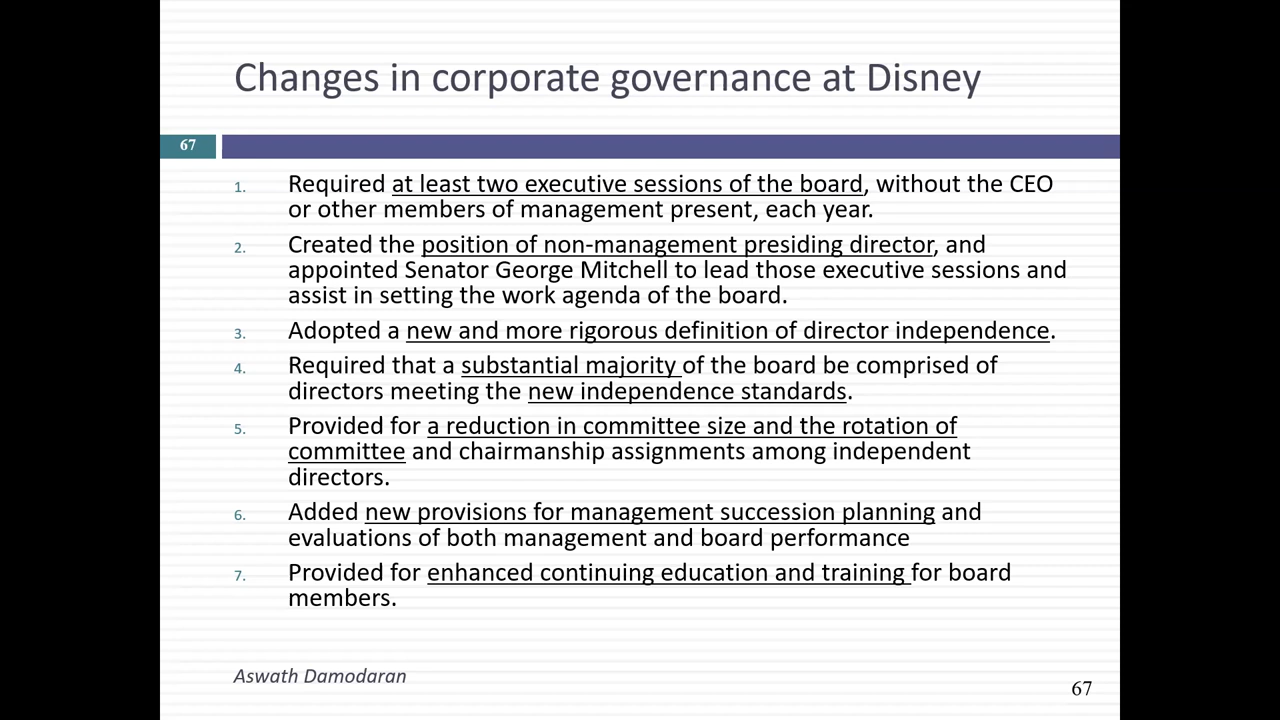 Changes in corporate governance at Disney
67
1. Required at least two executive sessions of the board, without the CEO
or other members of management present, each year.
2. Created the position of non-management presiding director, and
appointed Senator George Mitchell to lead those executive sessions and
assist in setting the work agenda of the board.
3. Adopted a new and more rigorous definition of director independence.
4. Required that a substantial majority of the board be comprised of
directors meeting the new independence standards.
5. Provided for a reduction in committee size and the rotation of
committee and chairmanship assignments among independent
directors.
6. Added new provisions for management succession planning and
evaluations of both management and board performance
7. Provided for enhanced continuing education and training for board
members.
Aswath Damodaran
67